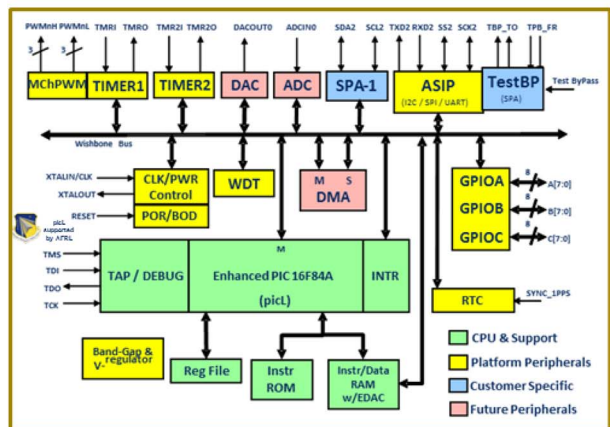 PWMnH PWMnL TMRI TMRO TMR2I TMR2O DACOUT0 ADCIN0 SDA2 SCL2 TXD2 RXD2 SS2 SCK2 TBP_TO TPB_FR
3 3
MChPWM TIMER1 TIMER2 DAC ADC SPA-1 ASIP TestBP
(I2C / SPI / UART) (SPA)
Test ByPass
Wishbone Bus
XTALIN/CLK
XTALOUT
CLK/PWR
Control
WDT
M S
DMA
GPIOA
8
A[7:0]
GPIOB
8
B[7:0]
GPIOC
8
C[7:0]
RESET
POR/BOD
picL
supported
by AFRL
TMS
TDI
TDO
TCK
TAP / DEBUG
M
Enhanced PIC 16F84A
(picL)
INTR
RTC
SYNC_1PPS
Band-Gap &
V-regulator
Reg File
Instr
ROM
Instr/Data
RAM
w/EDAC
CPU & Support
Platform Peripherals
Customer Specific
Future Peripherals